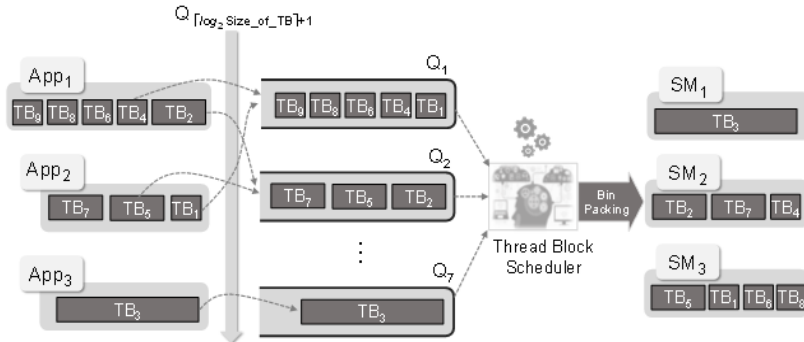 Q⌈log₂ Size_of_TB⌉+1
App₁
TB₉ TB₈ TB₆ TB₄ TB₂
App₂
TB₇ TB₅ TB₁
App₃
TB₃
Q₁
TB₉ TB₈ TB₆ TB₄ TB₁
Q₂
TB₇ TB₅ TB₂
⋮
Q₇
TB₃
Thread Block
Scheduler
Bin
Packing
SM₁
TB₃
SM₂
TB₂ TB₇ TB₄
SM₃
TB₅ TB₁ TB₆ TB₈